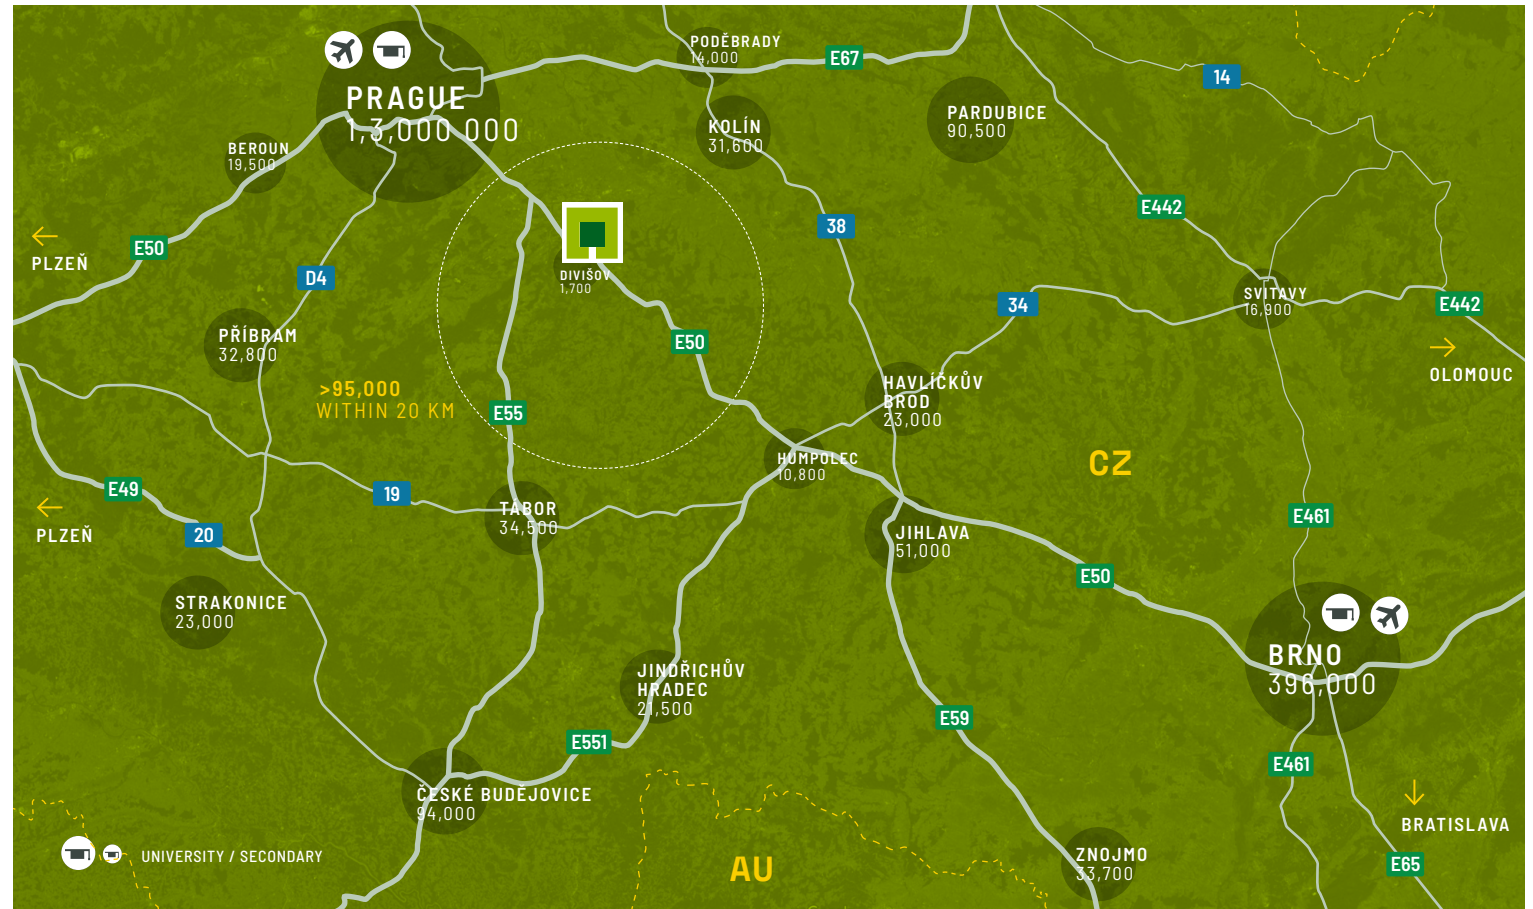 PODĚBRADY
14,000
E67
14
PRAGUE
1,3,000 000
KOLÍN
31,600
PARDUBICE
90,500
BEROUN
19,500
E442
38
PLZEŇ
E50
D4
DIVIŠOV
1,700
SVITAVY
16,900
34
E442
PŘÍBRAM
32,800
E50
OLOMOUC
>95,000
WITHIN 20 KM
E55
HAVLÍČKŮV
BROD
23,000
HUMPOLEC
10,800
CZ
E49
19
PLZEŇ
20
TÁBOR
34,500
E461
JIHLAVA
51,000
E50
STRAKONICE
23,000
BRNO
396,000
JINDŘICHŮV
HRADEC
21,500
E59
E551
E461
ČESKÉ BUDĚJOVICE
94,000
BRATISLAVA
UNIVERSITY / SECONDARY
AU
ZNOJMO
33,700
E65